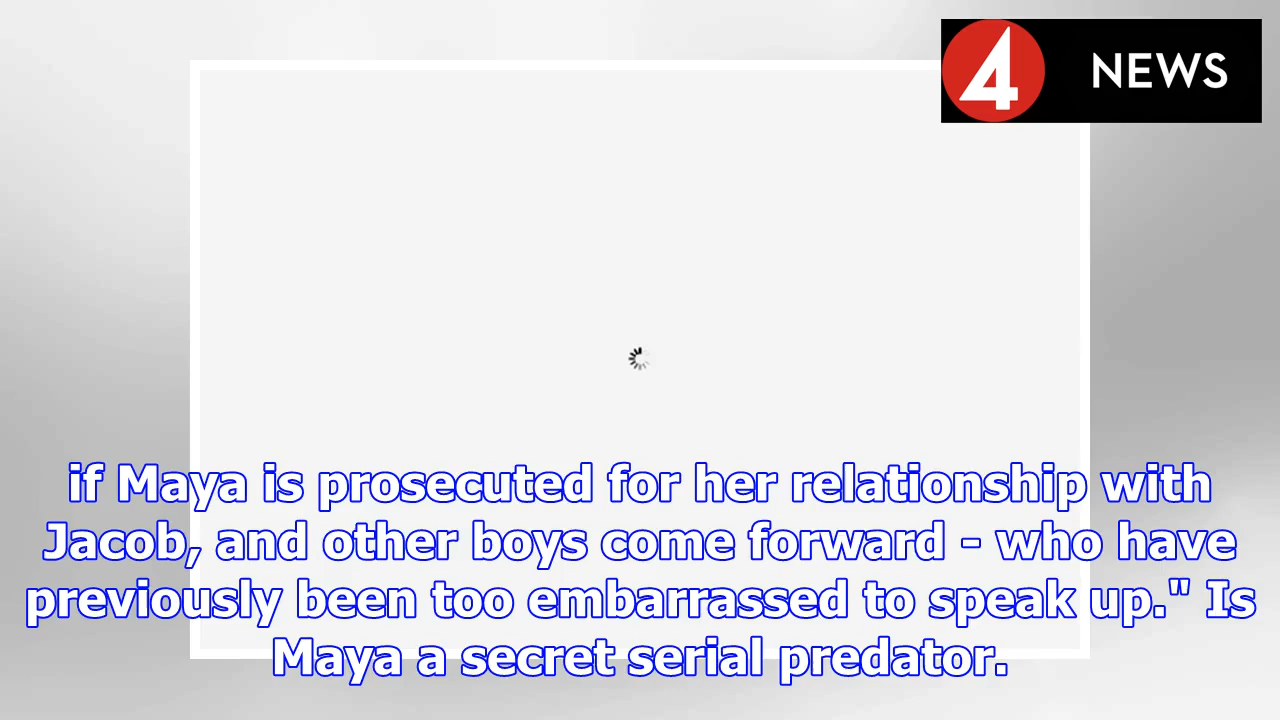 4 NEWS
if Maya is prosecuted for her relationship with
Jacob, and other boys come forward - who have
previously been too embarrassed to speak up." Is
Maya a secret serial predator.